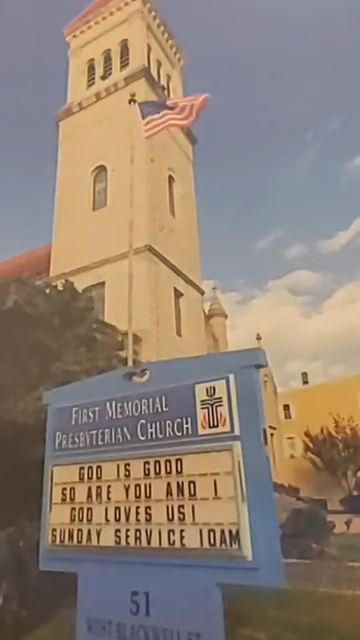 FIRST MEMORIAL
PRESBYTERIAN CHURCH
GOD IS GOOD
SO ARE YOU AND I
GOD LOVES US!
SUNDAY SERVICE 10AM
51
WEST BLACKWELL ST